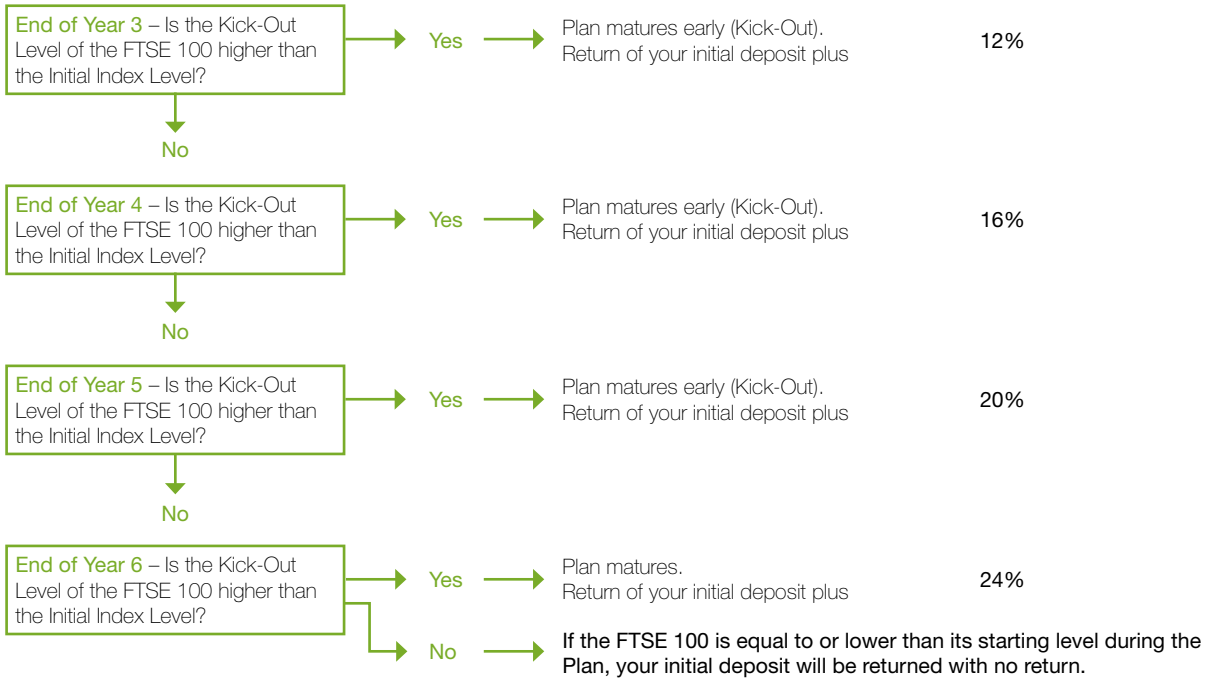 End of Year 3 – Is the Kick-Out
Level of the FTSE 100 higher than
the Initial Index Level?
Yes
Plan matures early (Kick-Out).
Return of your initial deposit plus
12%
No
End of Year 4 – Is the Kick-Out
Level of the FTSE 100 higher than
the Initial Index Level?
Yes
Plan matures early (Kick-Out).
Return of your initial deposit plus
16%
No
End of Year 5 – Is the Kick-Out
Level of the FTSE 100 higher than
the Initial Index Level?
Yes
Plan matures early (Kick-Out).
Return of your initial deposit plus
20%
No
End of Year 6 – Is the Kick-Out
Level of the FTSE 100 higher than
the Initial Index Level?
Yes
Plan matures.
Return of your initial deposit plus
24%
No
If the FTSE 100 is equal to or lower than its starting level during the
Plan, your initial deposit will be returned with no return.